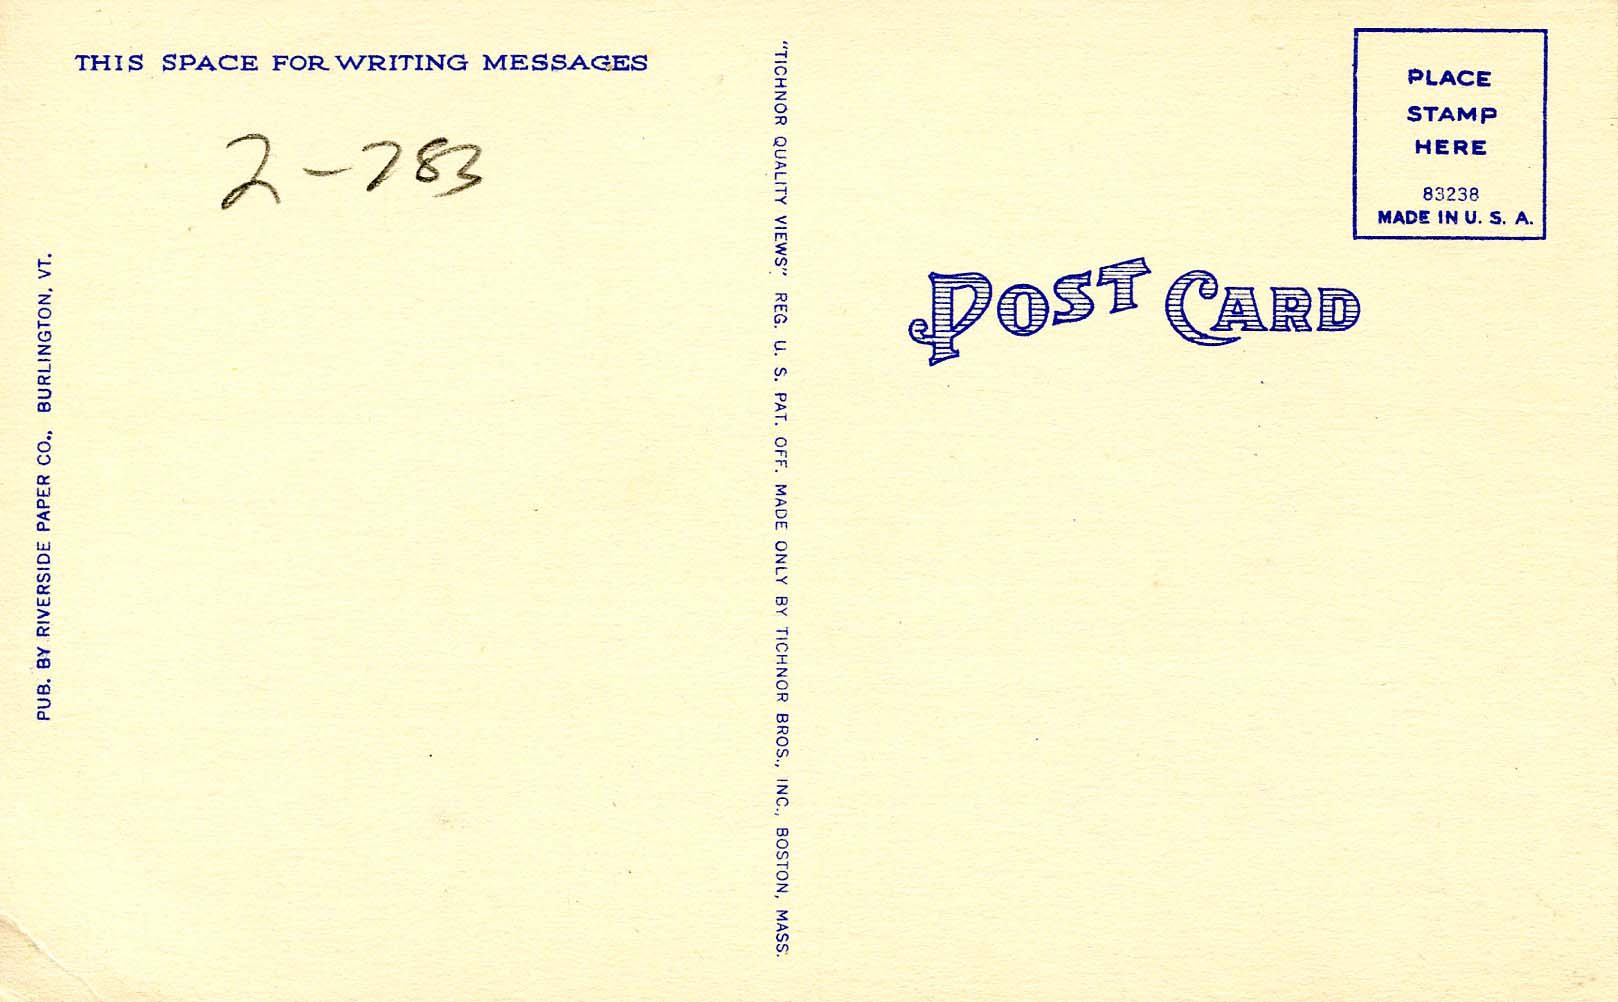 THIS SPACE FOR WRITING MESSAGES
2-783
PUB. BY RIVERSIDE PAPER CO., BURLINGTON, VT.
"TICHNOR QUALITY VIEWS" REG. U. S. PAT. OFF. MADE ONLY BY TICHNOR BROS., INC., BOSTON, MASS.
PLACE
STAMP
HERE
83238
MADE IN U. S. A.
POST CARD